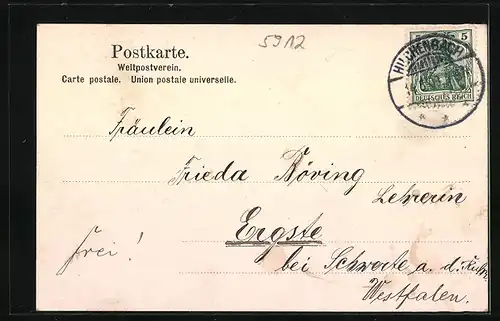 5912
Postkarte.
Weltpostverein.
Carte postale. Union postale universelle.
5
HILCHENBACH
DEUTSCHES REICH
Fräulein
Frieda Röving
Lehrerin
Ergste
frei!
bei Schwerte a. d. Ruhr
Westfalen.